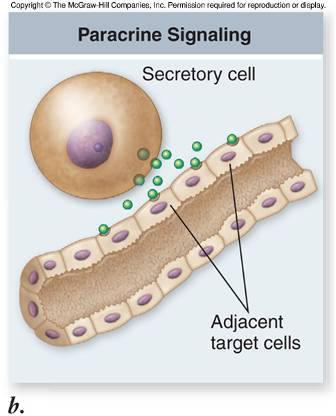 Copyright © The McGraw-Hill Companies, Inc. Permission required for reproduction or display.
Paracrine Signaling
Secretory cell
Adjacent
target cells
b.